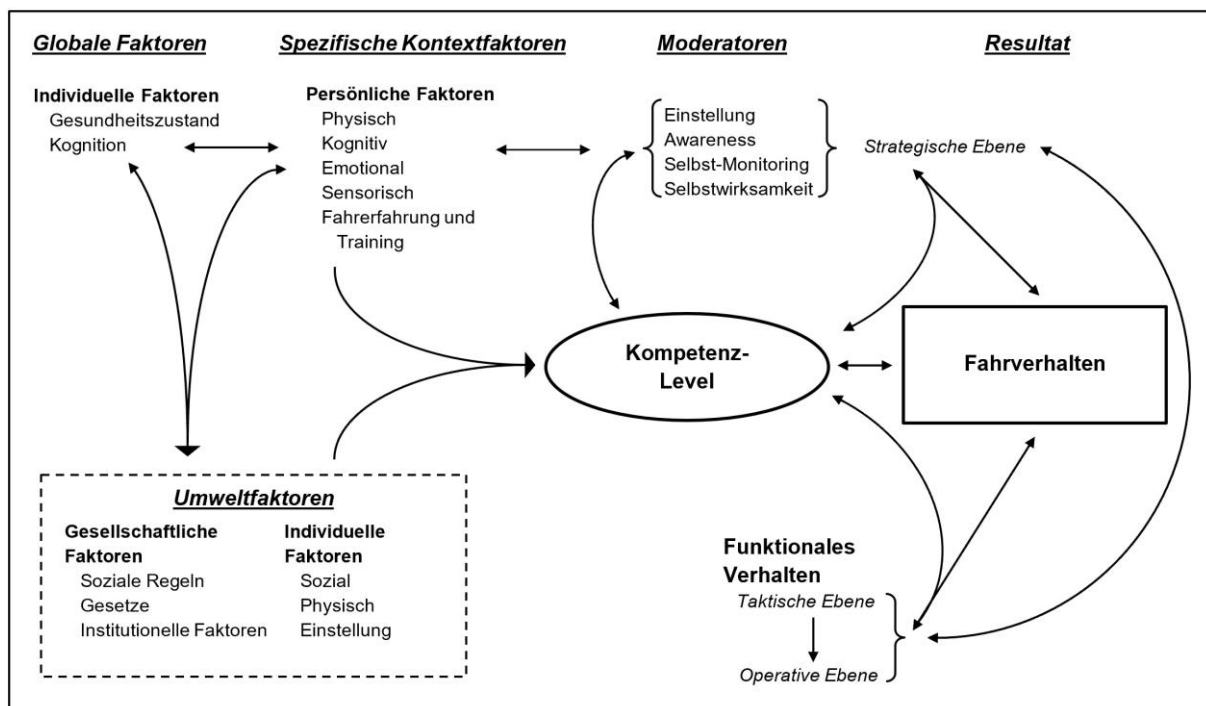 Globale Faktoren
Spezifische Kontextfaktoren
Moderatoren
Resultat
Individuelle Faktoren
Gesundheitszustand
Kognition
Persönliche Faktoren
Physisch
Kognitiv
Emotional
Sensorisch
Fahrerfahrung und
Training
Einstellung
Awareness
Selbst-Monitoring
Selbstwirksamkeit
Strategische Ebene
Kompetenz-
Level
Fahrverhalten
Umweltfaktoren
Gesellschaftliche
Faktoren
Soziale Regeln
Gesetze
Institutionelle Faktoren
Individuelle
Faktoren
Sozial
Physisch
Einstellung
Funktionales
Verhalten
Taktische Ebene
Operative Ebene